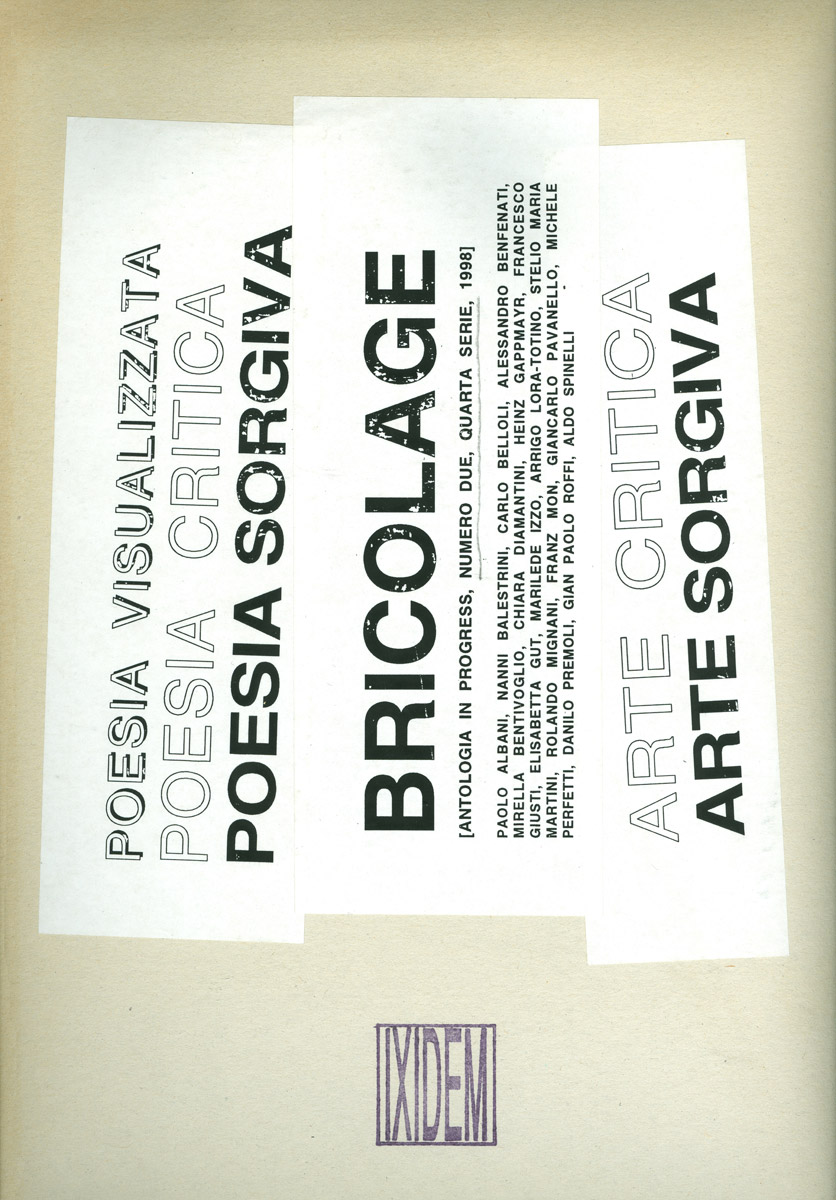 POESIA VISUALIZZATA
POESIA CRITICA
POESIA SORGIVA
BRICOLAGE
[ANTOLOGIA IN PROGRESS, NUMERO DUE, QUARTA SERIE, 1998]
PAOLO ALBANI, NANNI BALESTRINI, CARLO BELLOLI, ALESSANDRO BENFENATI,
MIRELLA BENTIVOGLIO, CHIARA DIAMANTINI, HEINZ GAPPMAYR, FRANCESCO
GIUSTI, ELISABETTA GUT, MARILEDE IZZO, ARRIGO LORA-TOTINO, STELIO MARIA
MARTINI, ROLANDO MIGNANI, FRANZ MON, GIANCARLO PAVANELLO, MICHELE
PERFETTI, DANILO PREMOLI, GIAN PAOLO ROFFI, ALDO SPINELLI
ARTE CRITICA
ARTE SORGIVA
IXIDEM